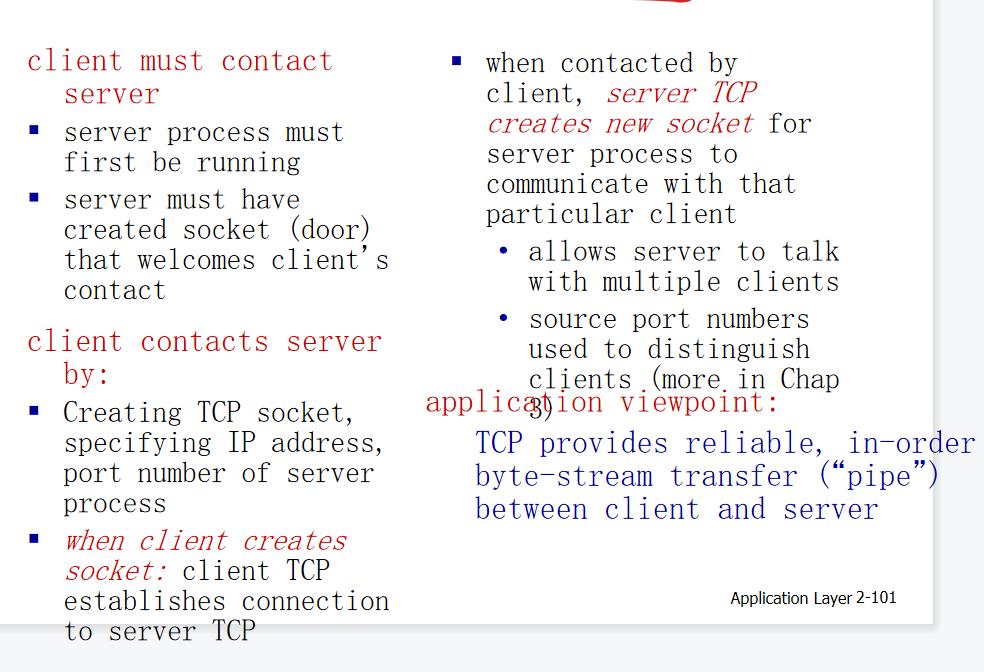 client must contact
server
▪ server process must
first be running
▪ server must have
created socket (door)
that welcomes client’s
contact
client contacts server
by:
▪ Creating TCP socket,
specifying IP address,
port number of server
process
▪ when client creates
socket: client TCP
establishes connection
to server TCP
▪ when contacted by
client, server TCP
creates new socket for
server process to
communicate with that
particular client
• allows server to talk
with multiple clients
• source port numbers
used to distinguish
clients (more in Chap
3)
application viewpoint:
TCP provides reliable, in-order
byte-stream transfer (“pipe”)
between client and server
Application Layer 2-101